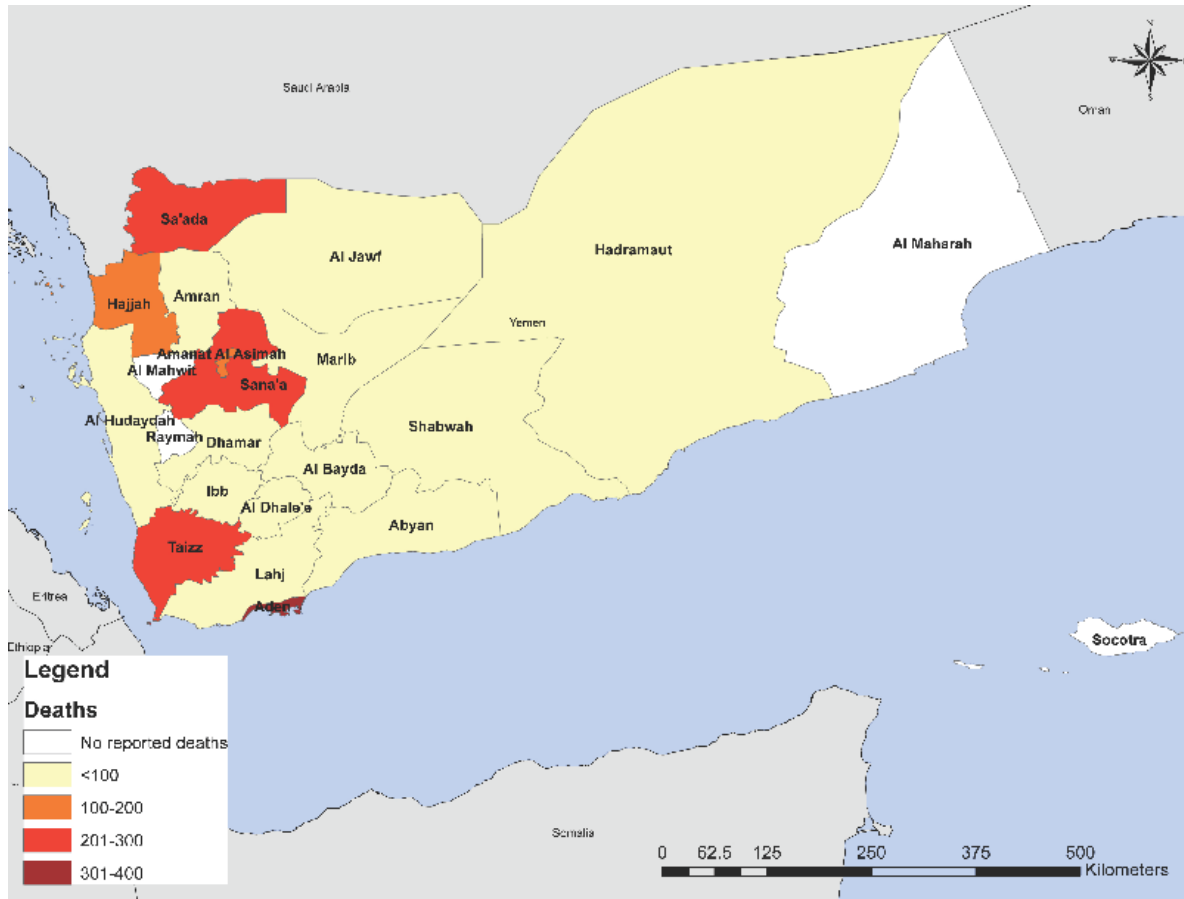 N
W
E
S
Saudi Arabia
Oman
Sa'ada
Al Jawf
Hadramaut
Al Maharah
Hajjah
Amran
Yemen
Amanat Al Asimah
Al Mahwit
Marib
Sana'a
Al Hudaydah
Raymah
Dhamar
Shabwah
Al Bayda
Ibb
Al Dhale'e
Abyan
Taizz
Lahj
Aden
Eritrea
Ethiopia
Socotra
Somalia
Legend
Deaths
No reported deaths
<100
100-200
201-300
301-400
0 62.5 125 250 375 500
Kilometers